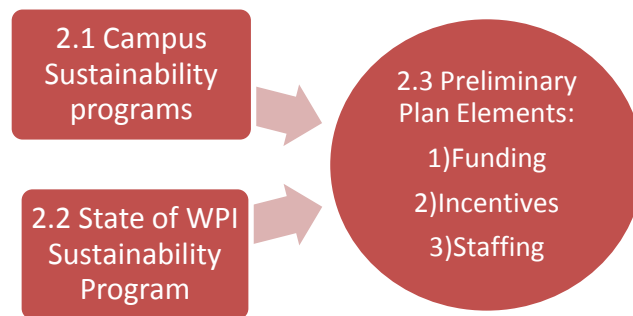 2.1 Campus
Sustainability
programs
2.2 State of WPI
Sustainability
Program
2.3 Preliminary
Plan Elements:
1)Funding
2)Incentives
3)Staffing